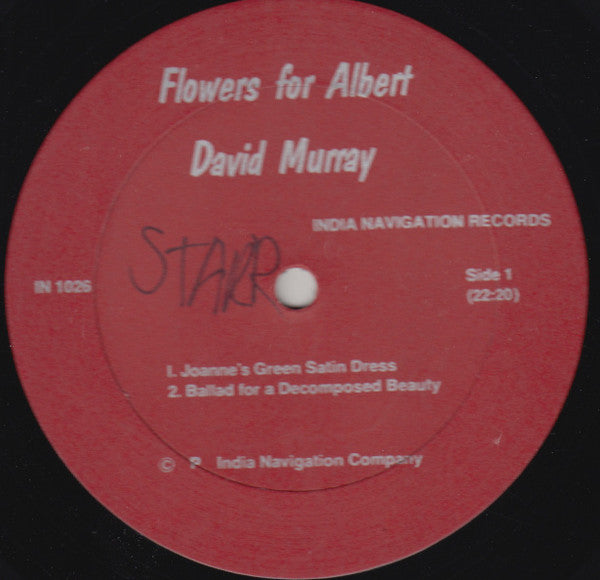 Flowers for Albert
David Murray
INDIA NAVIGATION RECORDS
STARR
IN 1026
Side 1
(22:20)
1. Joanne's Green Satin Dress
2. Ballad for a Decomposed Beauty
© P India Navigation Company